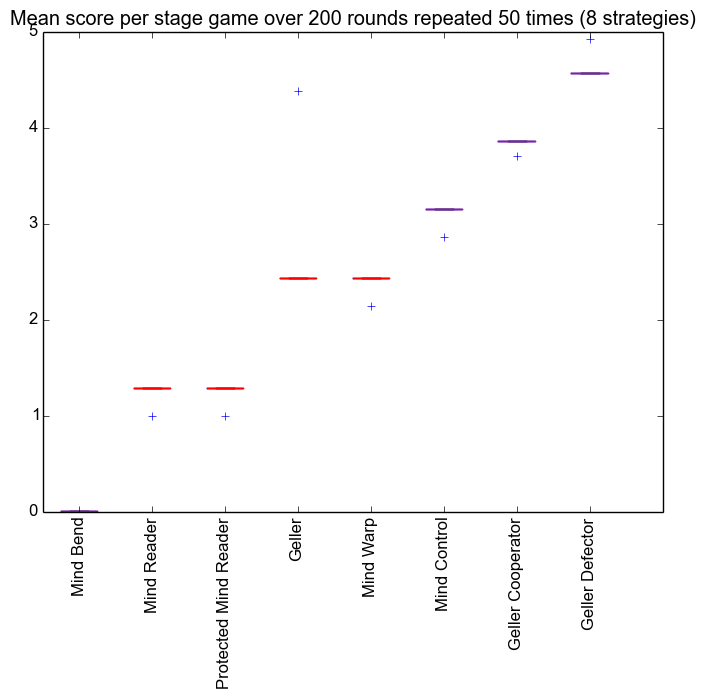 Mean score per stage game over 200 rounds repeated 50 times (8 strategies)
5
4
3
2
1
0
Mind Bend
Mind Reader
Protected Mind Reader
Geller
Mind Warp
Mind Control
Geller Cooperator
Geller Defector